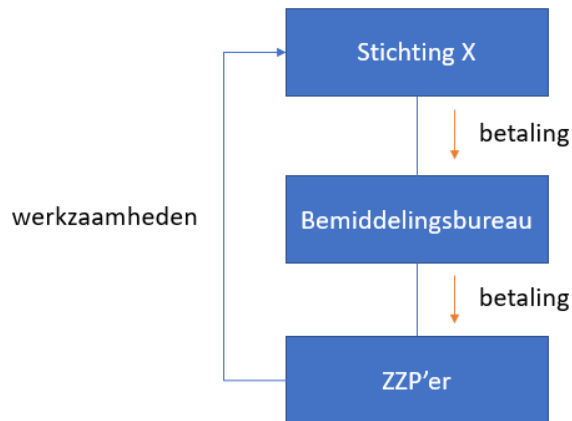 Stichting X
betaling
werkzaamheden
Bemiddelingsbureau
betaling
ZZP’er